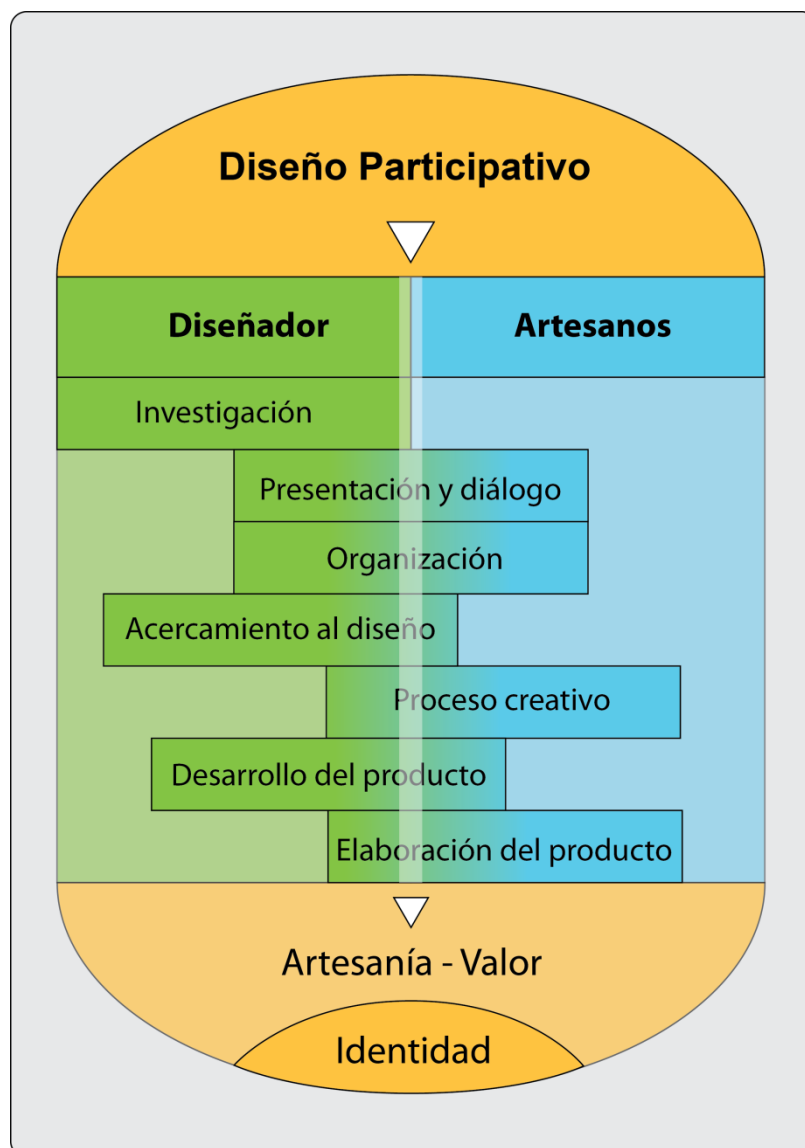 Diseño Participativo
Diseñador
Artesanos
Investigación
Presentación y diálogo
Organización
Acercamiento al diseño
Proceso creativo
Desarrollo del producto
Elaboración del producto
Artesanía - Valor
Identidad